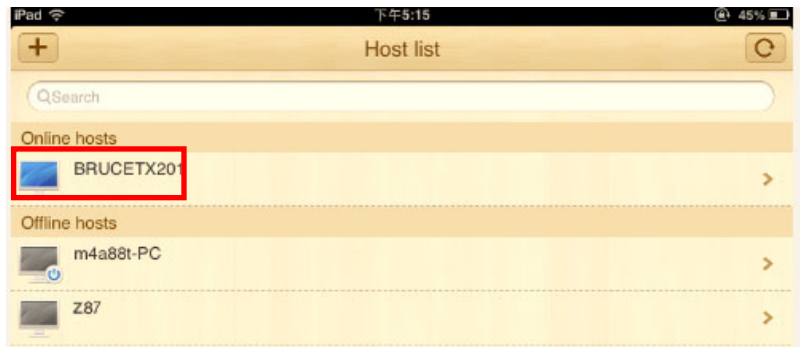 iPad 下午5:15 45%
+ Host list
Search
Online hosts
BRUCETX201
Offline hosts
m4a88t-PC
Z87